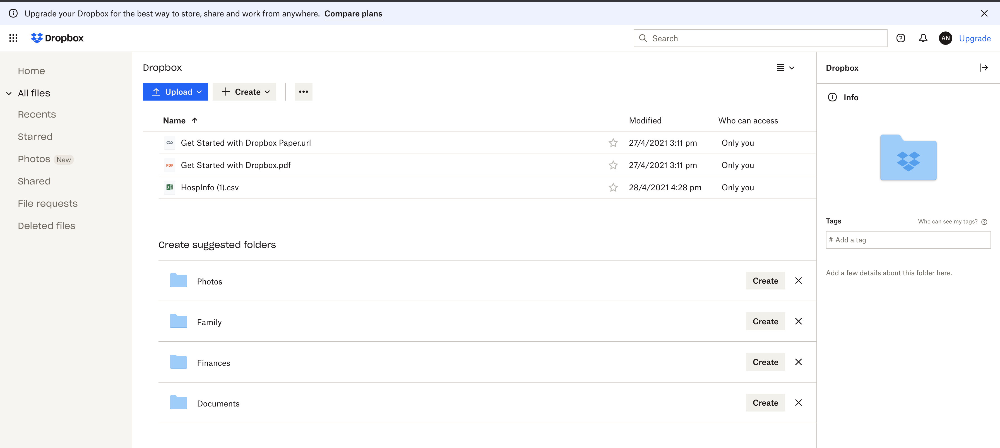 Upgrade your Dropbox for the best way to store, share and work from anywhere. Compare plans
Dropbox
Search
AN
Upgrade
Home
All files
Recents
Starred
Photos New
Shared
File requests
Deleted files
Dropbox
Upload
Create
Name Modified Who can access
Get Started with Dropbox Paper.url 27/4/2021 3:11 pm Only you
PDF Get Started with Dropbox.pdf 27/4/2021 3:11 pm Only you
HospInfo (1).csv 28/4/2021 4:28 pm Only you
Create suggested folders
Photos Create
Family Create
Finances Create
Documents Create
Dropbox
Info
Tags Who can see my tags?
# Add a tag
Add a few details about this folder here.